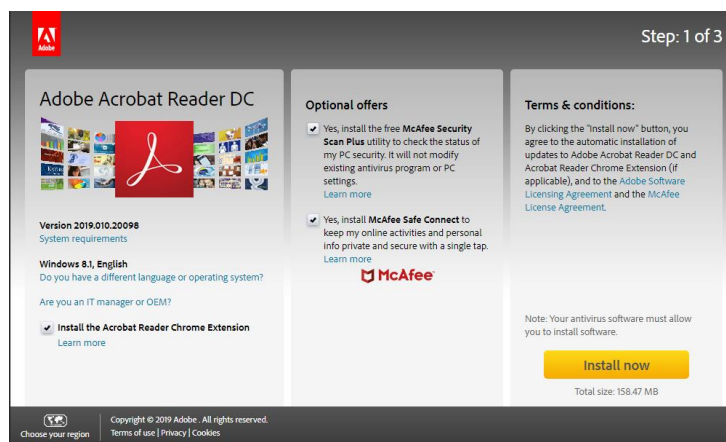 Adobe
Step: 1 of 3
Adobe Acrobat Reader DC
Version 2019.010.20098
System requirements
Windows 8.1, English
Do you have a different language or operating system?
Are you an IT manager or OEM?
Install the Acrobat Reader Chrome Extension
Learn more
Optional offers
Yes, install the free McAfee Security
Scan Plus utility to check the status of
my PC security. It will not modify
existing antivirus program or PC
settings.
Learn more
Yes, install McAfee Safe Connect to
keep my online activities and personal
info private and secure with a single tap.
Learn more
McAfee
Terms & conditions:
By clicking the "Install now" button, you
agree to the automatic installation of
updates to Adobe Acrobat Reader DC and
Acrobat Reader Chrome Extension (if
applicable), and to the Adobe Software
Licensing Agreement and the McAfee
License Agreement.
Note: Your antivirus software must allow
you to install software.
Install now
Total size: 158.47 MB
Choose your region
Copyright © 2019 Adobe . All rights reserved.
Terms of use | Privacy | Cookies